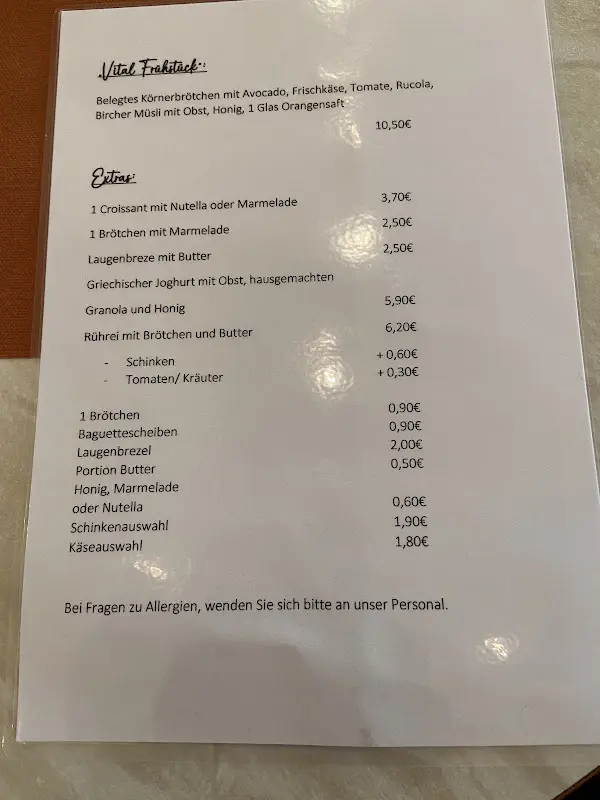 Vital Frühstück:
Belegtes Körnerbrötchen mit Avocado, Frischkäse, Tomate, Rucola,
Bircher Müsli mit Obst, Honig, 1 Glas Orangensaft
10,50€
Extras:
1 Croissant mit Nutella oder Marmelade 3,70€
1 Brötchen mit Marmelade 2,50€
Laugenbreze mit Butter 2,50€
Griechischer Joghurt mit Obst, hausgemachten
Granola und Honig 5,90€
Rührei mit Brötchen und Butter 6,20€
- Schinken + 0,60€
- Tomaten/ Kräuter + 0,30€
1 Brötchen 0,90€
Baguettescheiben 0,90€
Laugenbrezel 2,00€
Portion Butter 0,50€
Honig, Marmelade
oder Nutella 0,60€
Schinkenauswahl 1,90€
Käseauswahl 1,80€
Bei Fragen zu Allergien, wenden Sie sich bitte an unser Personal.